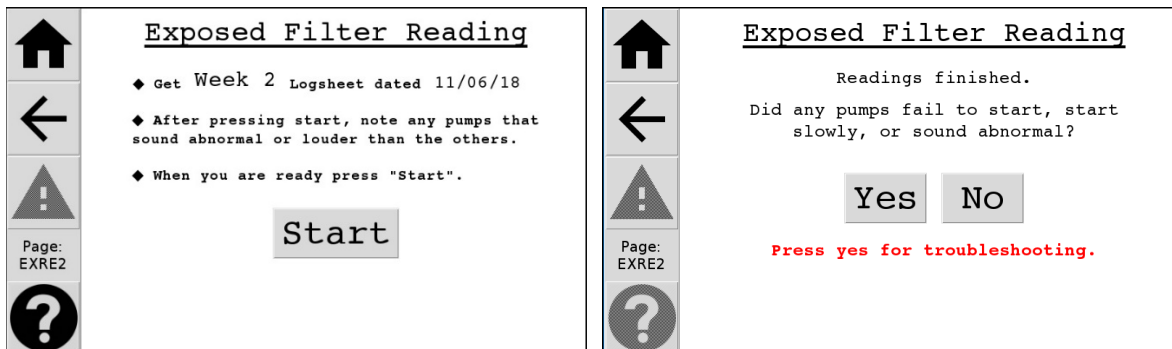 Exposed Filter Reading
◆ Get Week 2 Logsheet dated 11/06/18
◆ After pressing start, note any pumps that
sound abnormal or louder than the others.
◆ When you are ready press "Start".
Start
Page:
EXRE2
Exposed Filter Reading
Readings finished.
Did any pumps fail to start, start
slowly, or sound abnormal?
Yes No
Press yes for troubleshooting.
Page:
EXRE2